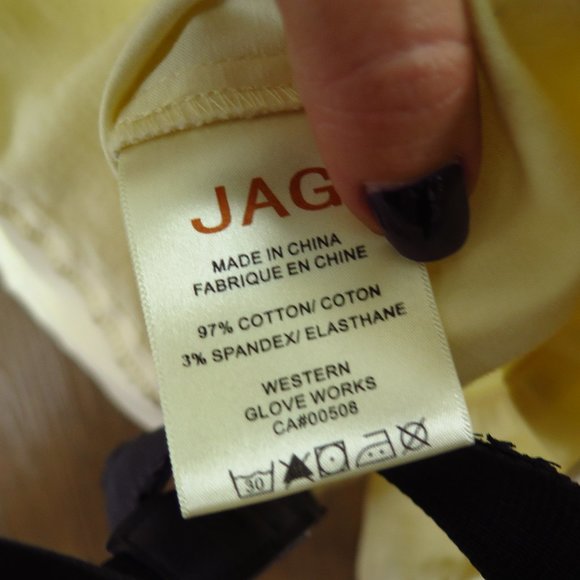 JAG
MADE IN CHINA
FABRIQUE EN CHINE
97% COTTON/ COTON
3% SPANDEX/ ELASTHANE
WESTERN
GLOVE WORKS
CA#00508
30